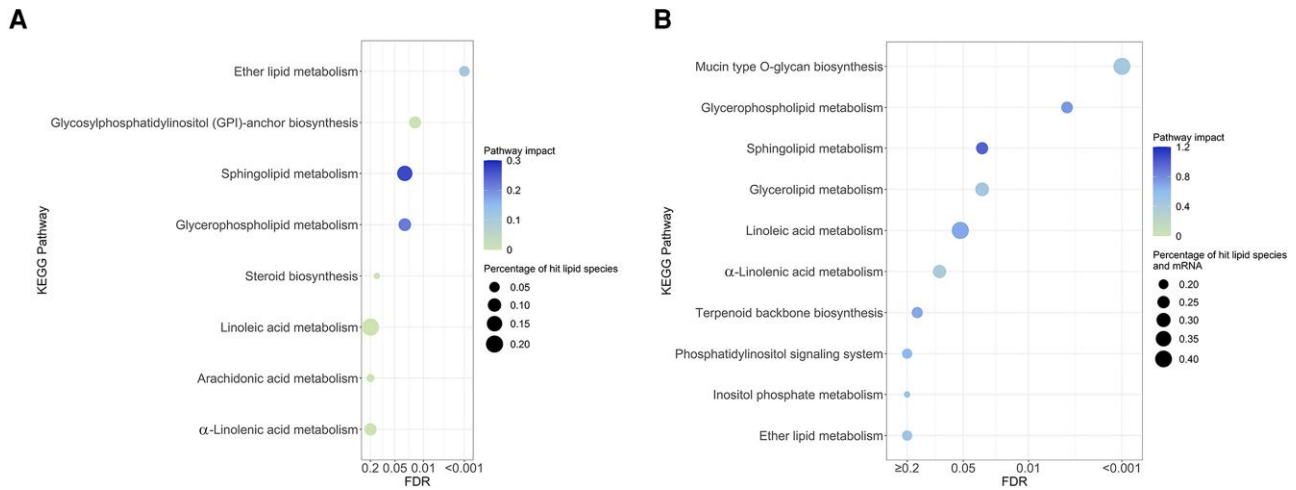 A
KEGG Pathway
Ether lipid metabolism
Glycosylphosphatidylinositol (GPI)-anchor biosynthesis
Sphingolipid metabolism
Glycerophospholipid metabolism
Steroid biosynthesis
Linoleic acid metabolism
Arachidonic acid metabolism
α-Linolenic acid metabolism
0.2 0.05 0.01 <0.001
FDR
Pathway impact
0.3
0.2
0.1
0
Percentage of hit lipid species
0.05
0.10
0.15
0.20
B
KEGG Pathway
Mucin type O-glycan biosynthesis
Glycerophospholipid metabolism
Sphingolipid metabolism
Glycerolipid metabolism
Linoleic acid metabolism
α-Linolenic acid metabolism
Terpenoid backbone biosynthesis
Phosphatidylinositol signaling system
Inositol phosphate metabolism
Ether lipid metabolism
≥0.2 0.05 0.01 <0.001
FDR
Pathway impact
1.2
0.8
0.4
0
Percentage of hit lipid species
and mRNA
0.20
0.25
0.30
0.35
0.40